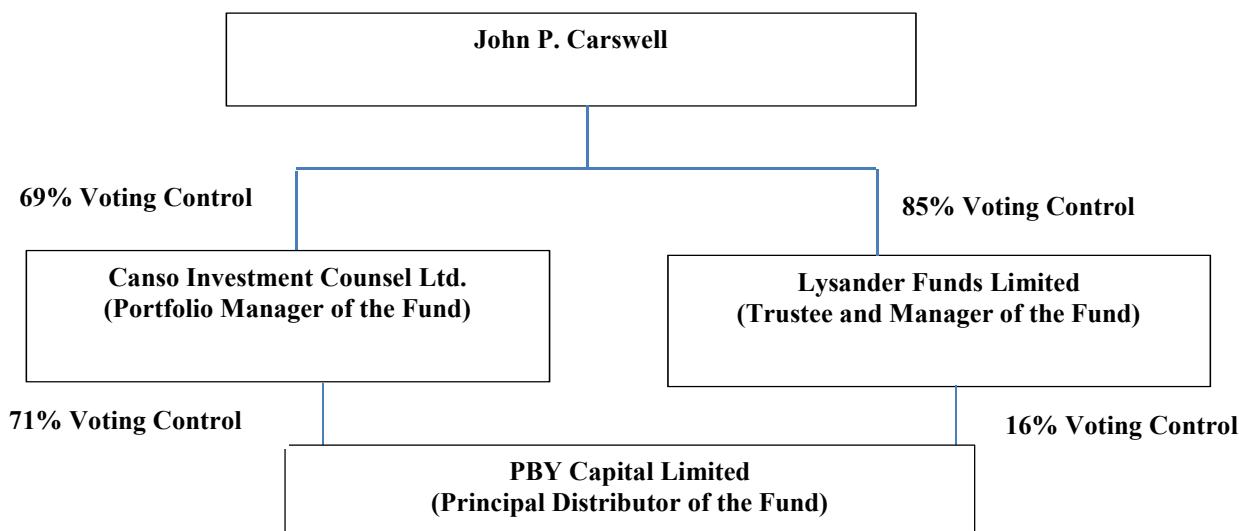 John P. Carswell
69% Voting Control
85% Voting Control
Canso Investment Counsel Ltd.
(Portfolio Manager of the Fund)
Lysander Funds Limited
(Trustee and Manager of the Fund)
71% Voting Control
16% Voting Control
PBY Capital Limited
(Principal Distributor of the Fund)